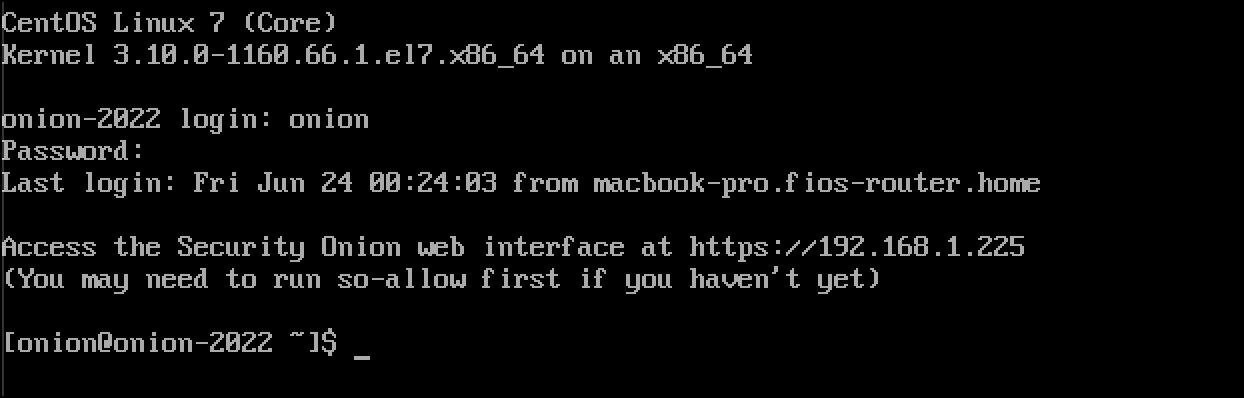 CentOS Linux 7 (Core)
Kernel 3.10.0-1160.66.1.el7.x86_64 on an x86_64
onion-2022 login: onion
Password:
Last login: Fri Jun 24 00:24:03 from macbook-pro.fios-router.home
Access the Security Onion web interface at https://192.168.1.225
(You may need to run so-allow first if you haven't yet)
[onion@onion-2022 ~]$ _